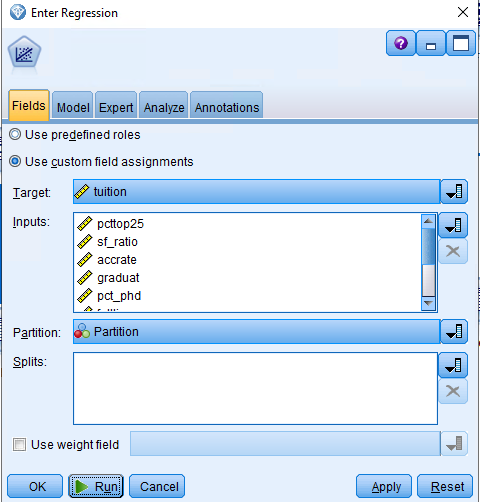 Enter Regression
?
Fields Model Expert Analyze Annotations
Use predefined roles
Use custom field assignments
Target: tuition
Inputs: pcttop25
sf_ratio
accrate
graduat
pct_phd
Partition: Partition
Splits:
Use weight field
OK Run Cancel Apply Reset